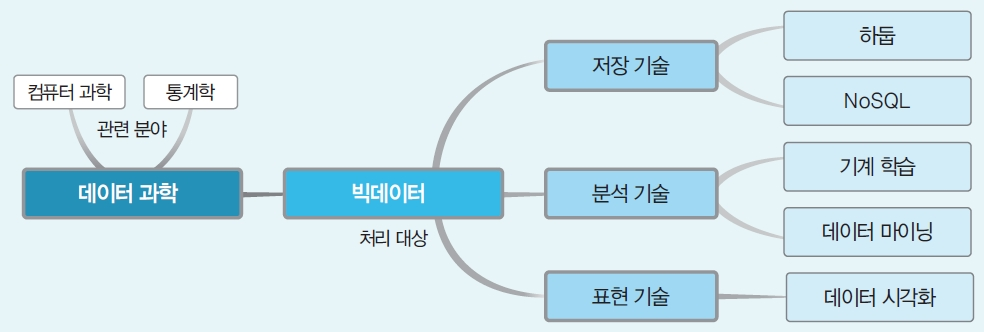 컴퓨터 과학
통계학
관련 분야
데이터 과학
빅데이터
처리 대상
저장 기술
하둡
NoSQL
분석 기술
기계 학습
데이터 마이닝
표현 기술
데이터 시각화